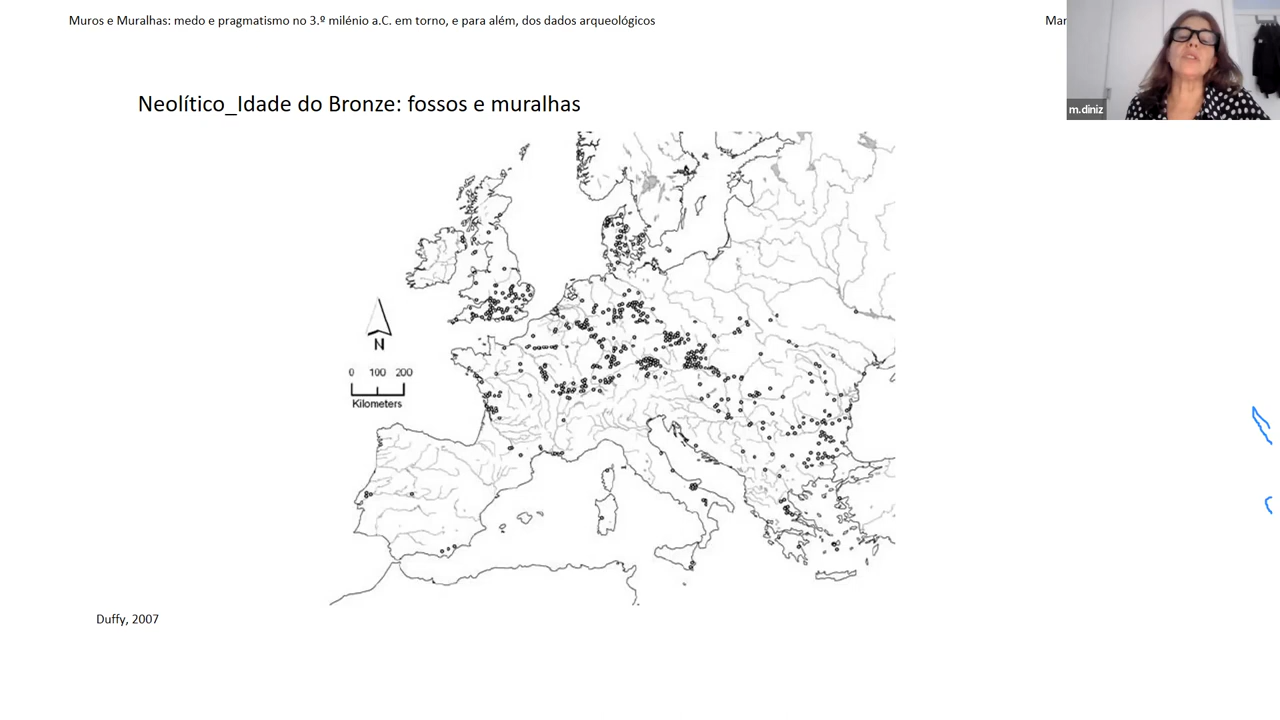 Muros e Muralhas: medo e pragmatismo no 3.º milénio a.C. em torno, e para além, dos dados arqueológicos
Mar
m.diniz
Neolítico_Idade do Bronze: fossos e muralhas
N
0 100 200
Kilometers
Duffy, 2007